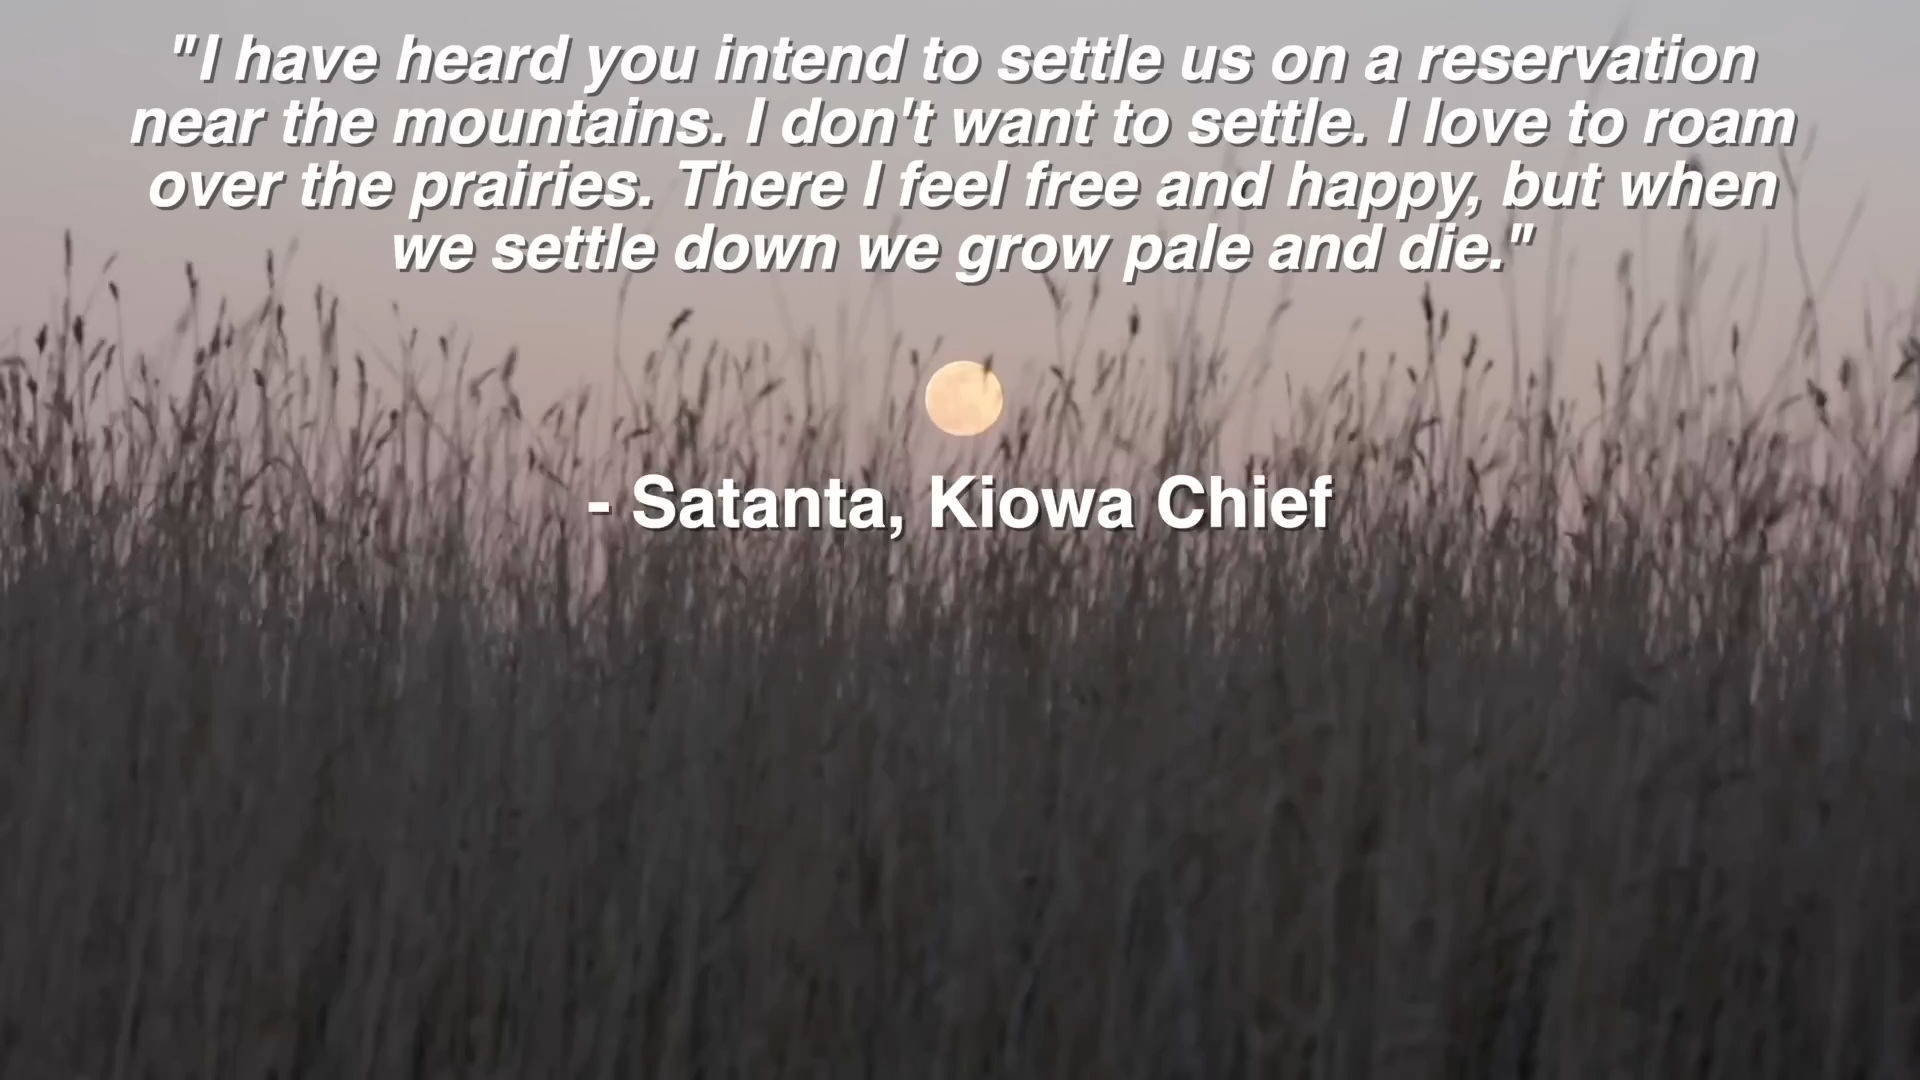 "I have heard you intend to settle us on a reservation
near the mountains. I don't want to settle. I love to roam
over the prairies. There I feel free and happy, but when
we settle down we grow pale and die."
- Satanta, Kiowa Chief